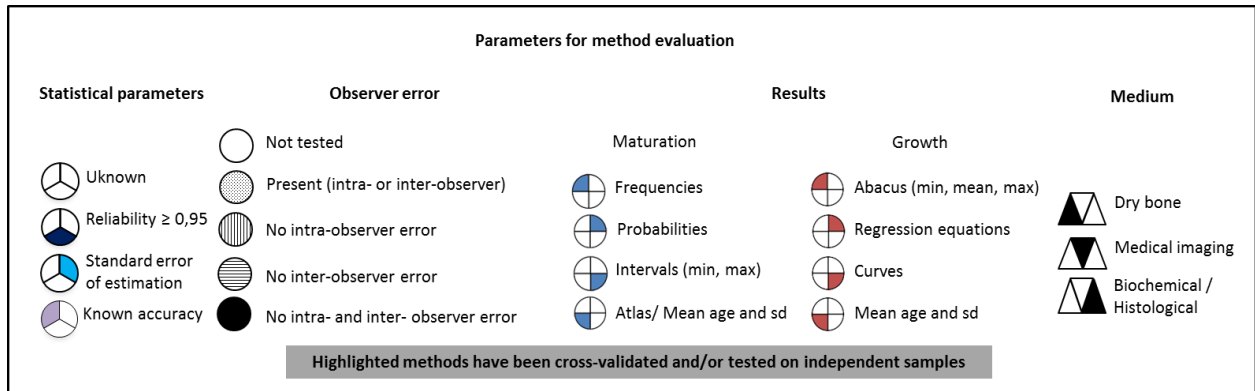 Parameters for method evaluation
Statistical parameters
Observer error
Results
Medium
Uknown
Reliability ≥ 0,95
Standard error
of estimation
Known accuracy
Not tested
Present (intra- or inter-observer)
No intra-observer error
No inter-observer error
No intra- and inter- observer error
Maturation
Frequencies
Probabilities
Intervals (min, max)
Atlas/ Mean age and sd
Growth
Abacus (min, mean, max)
Regression equations
Curves
Mean age and sd
Dry bone
Medical imaging
Biochemical /
Histological
Highlighted methods have been cross-validated and/or tested on independent samples